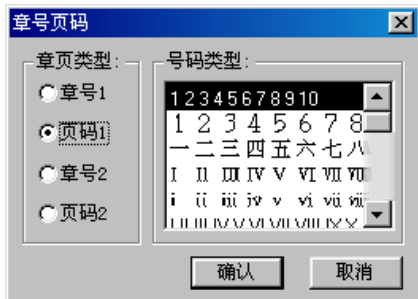 章号页码
章页类型:
章号1
页码1
章号2
页码2
号码类型:
12345678910
1 2 3 4 5 6 7 8
一 二 三 四 五 六 七 八
I II III IV V VI VII VIII
i ii iii iv v vi vii viii
确认
取消